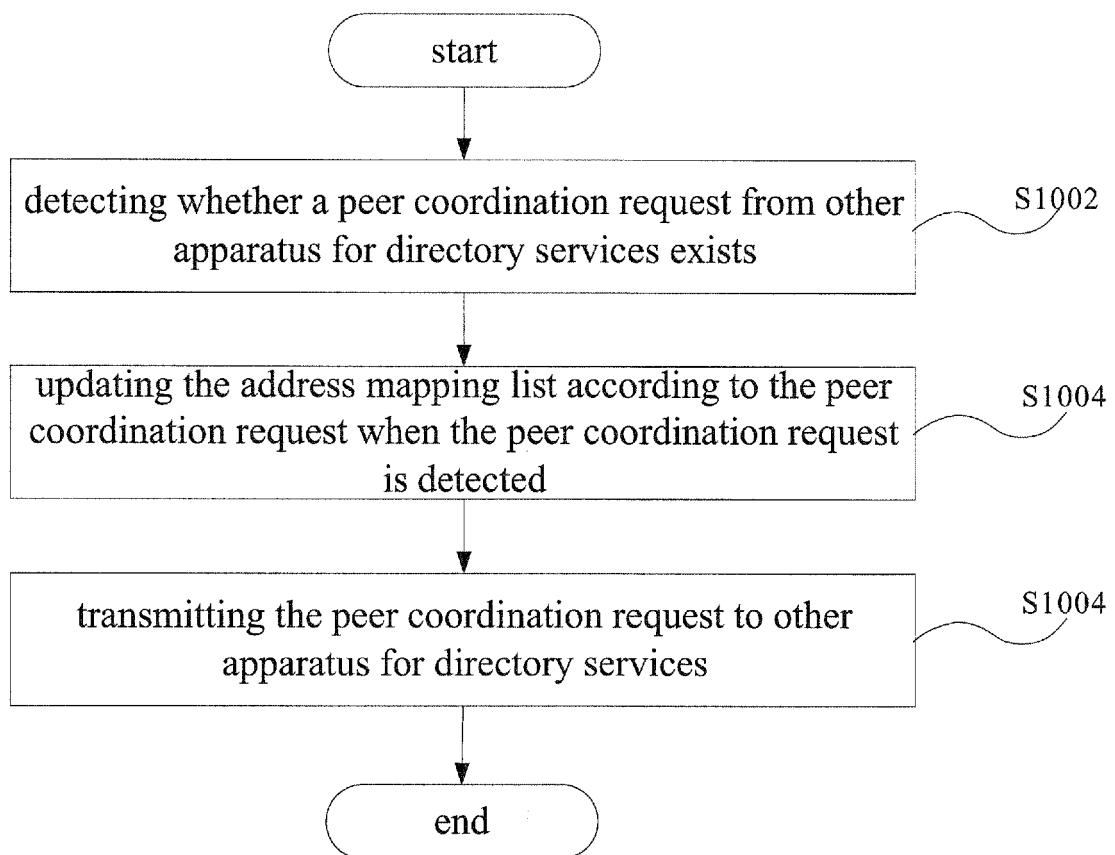 start
detecting whether a peer coordination request from other
apparatus for directory services exists
S1002
updating the address mapping list according to the peer
coordination request when the peer coordination request
is detected
S1004
transmitting the peer coordination request to other
apparatus for directory services
S1004
end